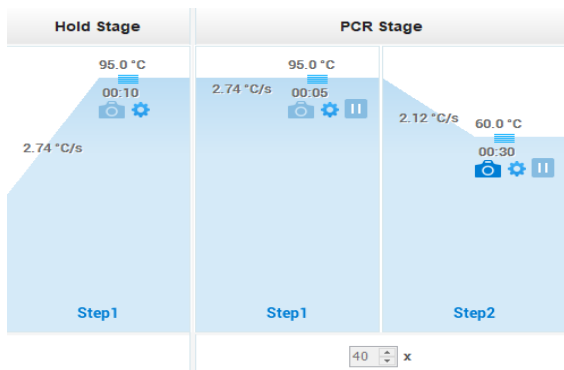 Hold Stage
PCR Stage
95.0 °C
00:10
2.74 °C/s
Step1
95.0 °C
2.74 °C/s
00:05
Step1
2.12 °C/s
60.0 °C
00:30
Step2
40 x